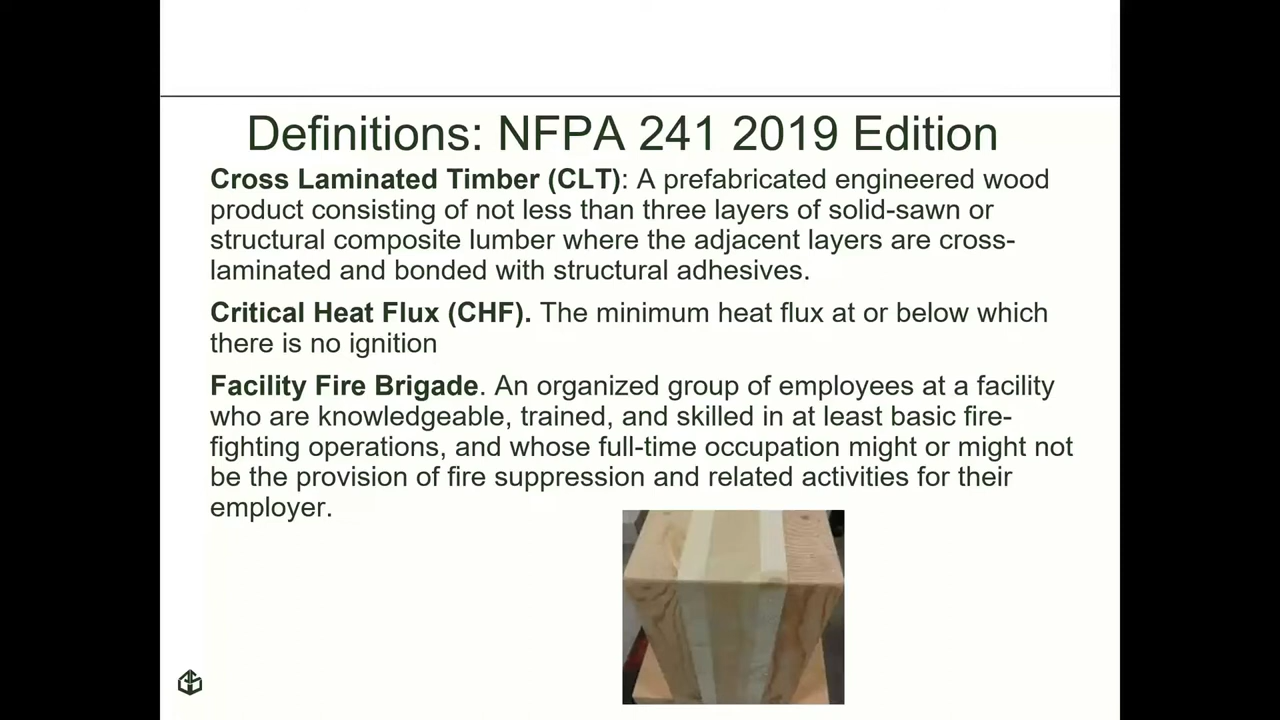 Definitions: NFPA 241 2019 Edition
Cross Laminated Timber (CLT): A prefabricated engineered wood
product consisting of not less than three layers of solid-sawn or
structural composite lumber where the adjacent layers are cross-
laminated and bonded with structural adhesives.
Critical Heat Flux (CHF). The minimum heat flux at or below which
there is no ignition
Facility Fire Brigade. An organized group of employees at a facility
who are knowledgeable, trained, and skilled in at least basic fire-
fighting operations, and whose full-time occupation might or might not
be the provision of fire suppression and related activities for their
employer.